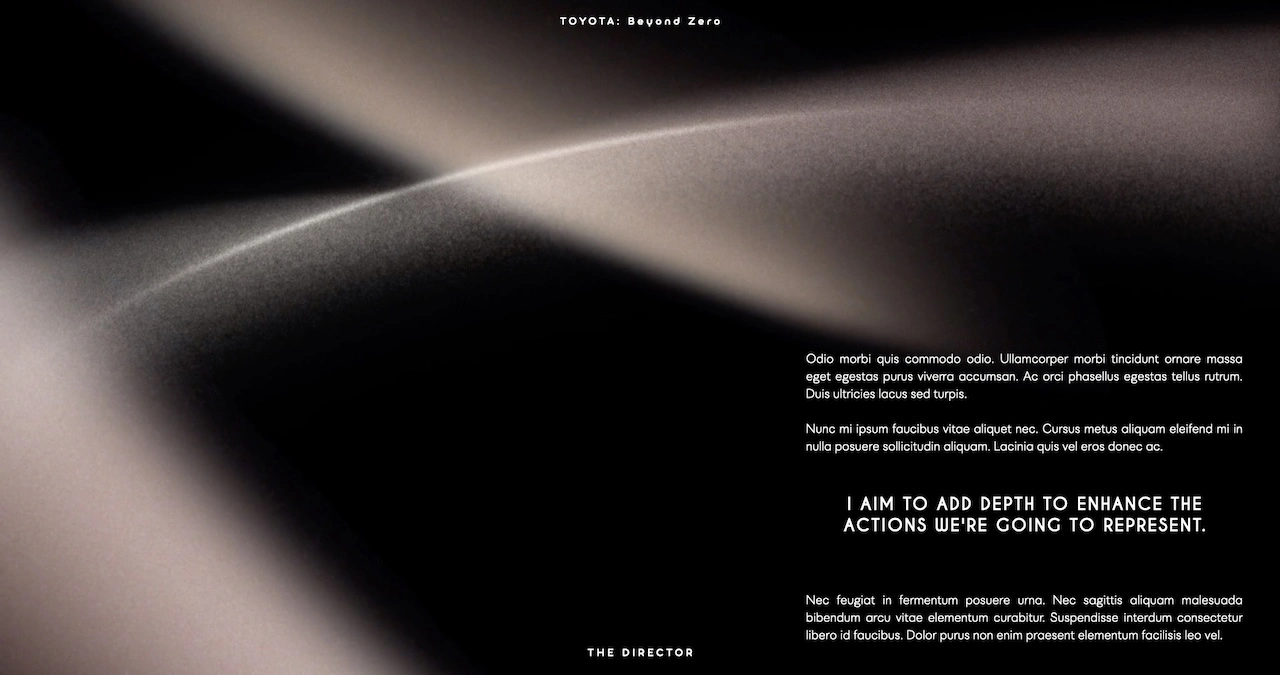 TOYOTA: Beyond Zero
Odio morbi quis commodo odio. Ullamcorper morbi tincidunt ornare massa
eget egestas purus viverra accumsan. Ac orci phasellus egestas tellus rutrum.
Duis ultricies lacus sed turpis.
Nunc mi ipsum faucibus vitae aliquet nec. Cursus metus aliquam eleifend mi in
nulla posuere sollicitudin aliquam. Lacinia quis vel eros donec ac.
I AIM TO ADD DEPTH TO ENHANCE THE
ACTIONS WE'RE GOING TO REPRESENT.
Nec feugiat in fermentum posuere urna. Nec sagittis aliquam malesuada
bibendum arcu vitae elementum curabitur. Suspendisse interdum consectetur
libero id faucibus. Dolor purus non enim praesent elementum facilisis leo vel.
THE DIRECTOR